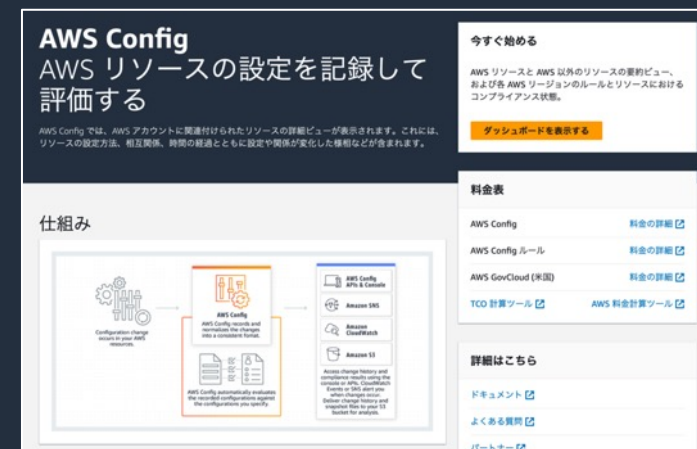 AWS Config
AWS リソースの設定を記録して
評価する
AWS Config では、AWS アカウントに関連付けられたリソースの詳細ビューが表示されます。これには、
リソースの設定方法、相互関係、時間の経過とともに設定や関係が変化した様相などが含まれます。
今すぐ始める
AWS リソースと AWS 以外のリソースの要約ビュー、
および各 AWS リージョンのルールとリソースにおける
コンプライアンス状態。
ダッシュボードを表示する
料金表
AWS Config 料金の詳細
AWS Config ルール 料金の詳細
AWS GovCloud (米国) 料金の詳細
TCO 計算ツール AWS 料金計算ツール
詳細はこちら
ドキュメント
よくある質問
パートナー
仕組み
Configuration change
occurs in your AWS
resources.
AWS Config
AWS Config records and
normalizes the changes
into a consistent format.
AWS Config automatically evaluates
the recorded configurations against
the configurations you specify.
AWS Config
APIs & Console
Amazon SNS
Amazon
CloudWatch
Amazon S3
Access change history and
compliance results using the
console or APIs. CloudWatch
Events or SNS alert you
when changes occur.
Deliver change history and
snapshot files to your S3
bucket for analysis.